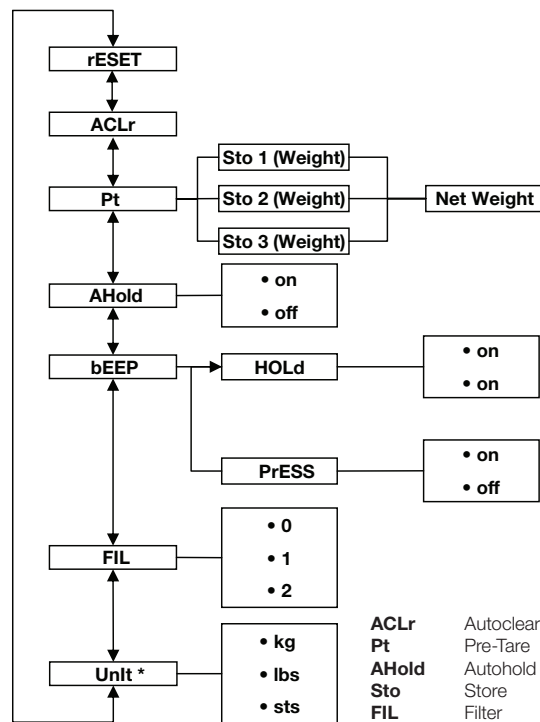 rESET
ACLr
Pt
Sto 1 (Weight)
Sto 2 (Weight)
Sto 3 (Weight)
Net Weight
AHold
• on
• off
bEEP
HOLd
• on
• on
PrESS
• on
• off
FIL
• 0
• 1
• 2
UnIt *
• kg
• lbs
• sts
ACLr Autoclear
Pt Pre-Tare
AHold Autohold
Sto Store
FIL Filter